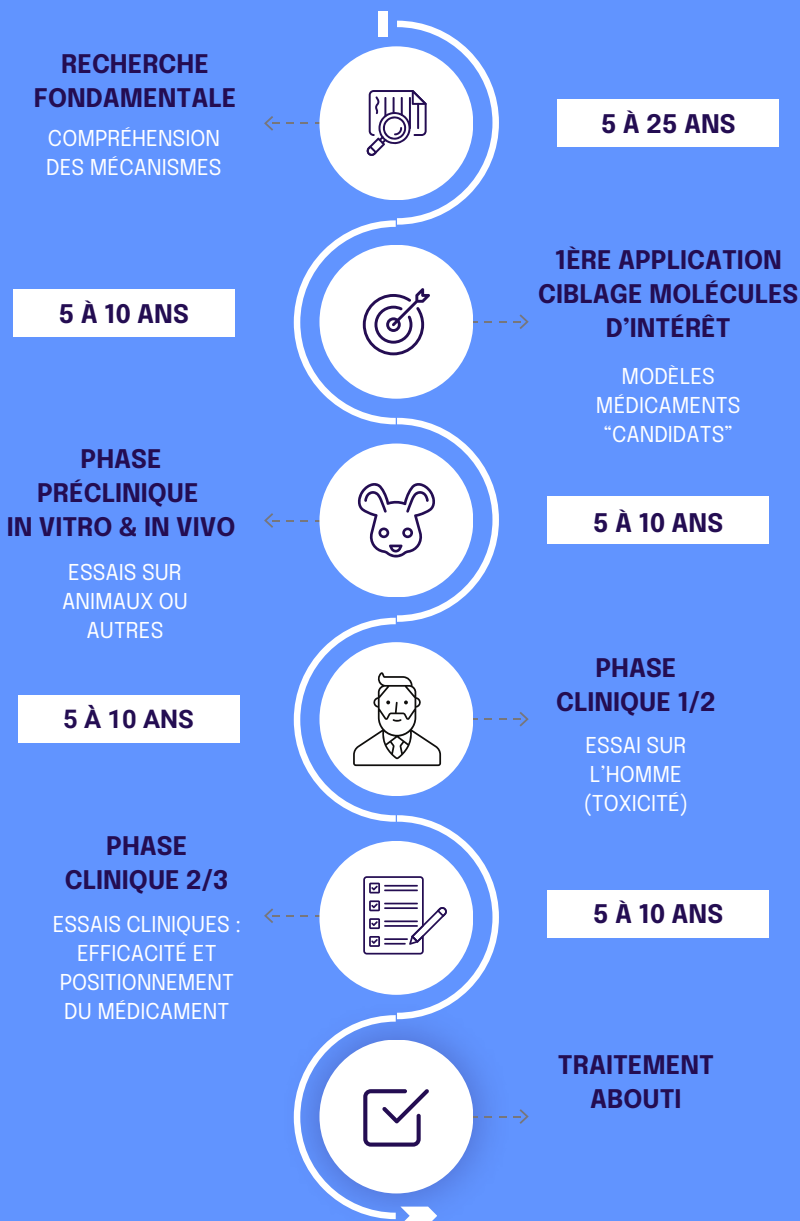 RECHERCHE
FONDAMENTALE
COMPRÉHENSION
DES MÉCANISMES
5 À 25 ANS
1ÈRE APPLICATION
CIBLAGE MOLÉCULES
D'INTÉRÊT
MODÈLES
MÉDICAMENTS
“CANDIDATS”
5 À 10 ANS
PHASE
PRÉCLINIQUE
IN VITRO & IN VIVO
ESSAIS SUR
ANIMAUX OU
AUTRES
5 À 10 ANS
PHASE
CLINIQUE 1/2
ESSAI SUR
L'HOMME
(TOXICITÉ)
5 À 10 ANS
PHASE
CLINIQUE 2/3
ESSAIS CLINIQUES :
EFFICACITÉ ET
POSITIONNEMENT
DU MÉDICAMENT
5 À 10 ANS
TRAITEMENT
ABOUTI